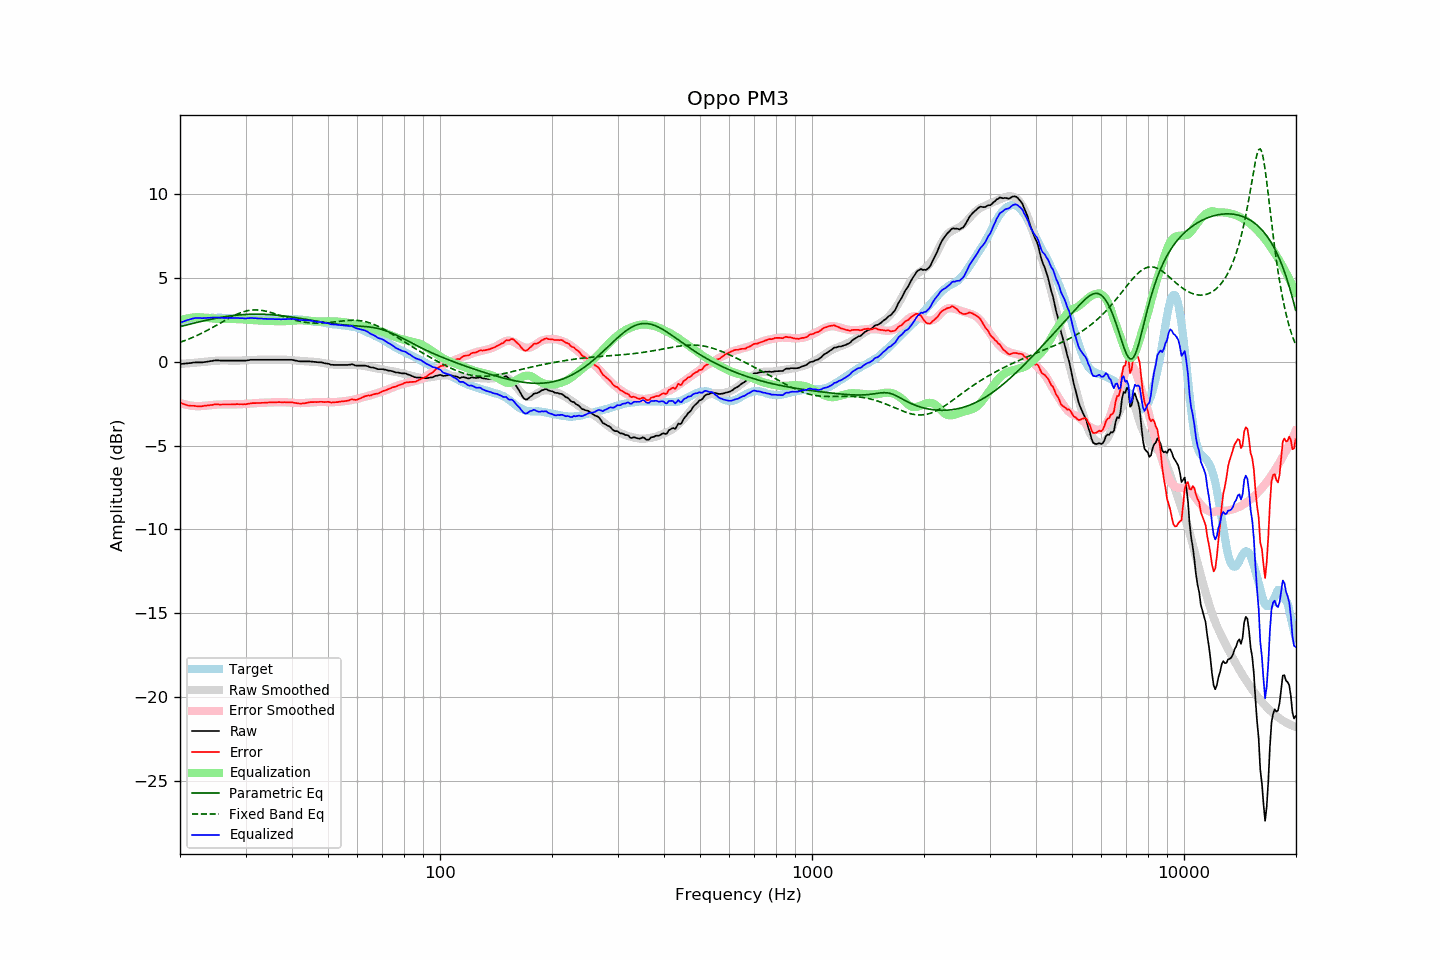 Oppo PM3
10
5
0
−5
−10
−15
−20
−25
Amplitude (dBr)
Target
Raw Smoothed
Error Smoothed
Raw
Error
Equalization
Parametric Eq
Fixed Band Eq
Equalized
100
1000
10000
Frequency (Hz)